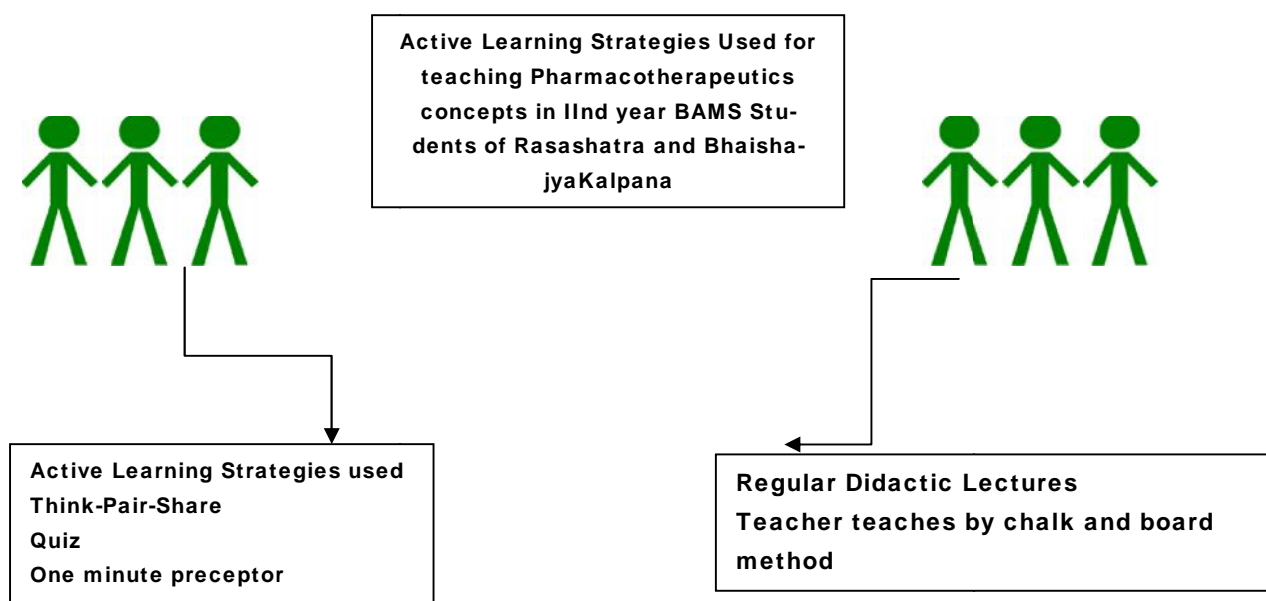 Active Learning Strategies Used for
teaching Pharmacotherapeutics
concepts in IInd year BAMS Stu-
dents of Rasashatra and Bhaisha-
jyaKalpana
Active Learning Strategies used
Think-Pair-Share
Quiz
One minute preceptor
Regular Didactic Lectures
Teacher teaches by chalk and board
method